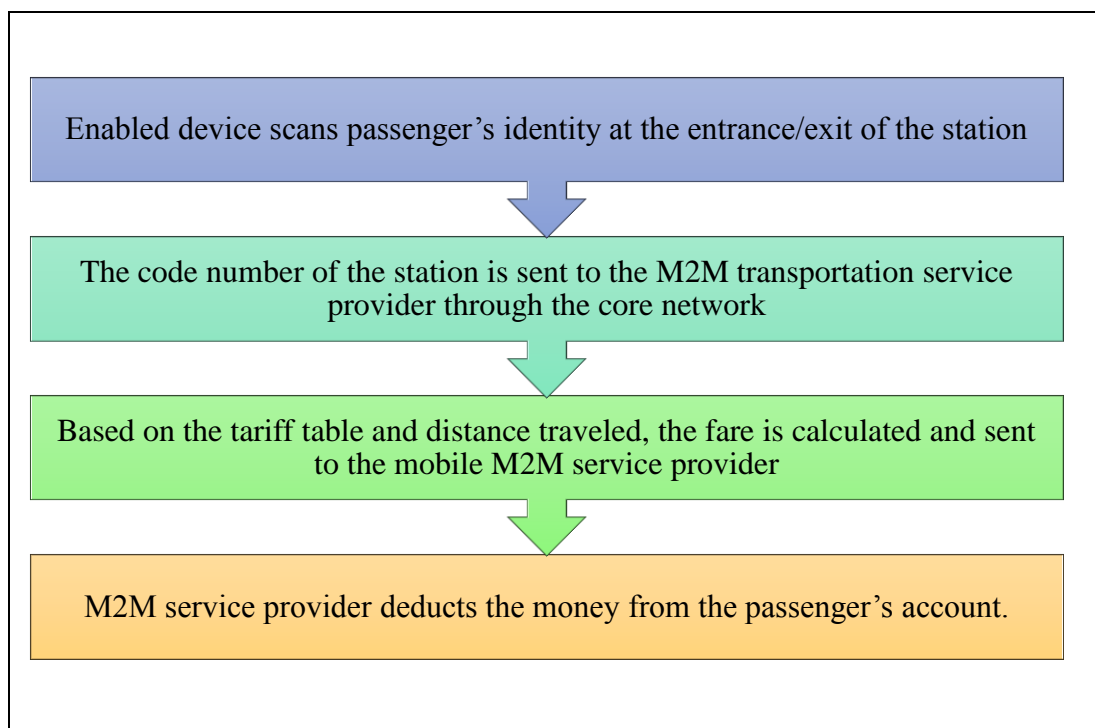 Enabled device scans passenger’s identity at the entrance/exit of the station
The code number of the station is sent to the M2M transportation service
provider through the core network
Based on the tariff table and distance traveled, the fare is calculated and sent
to the mobile M2M service provider
M2M service provider deducts the money from the passenger’s account.